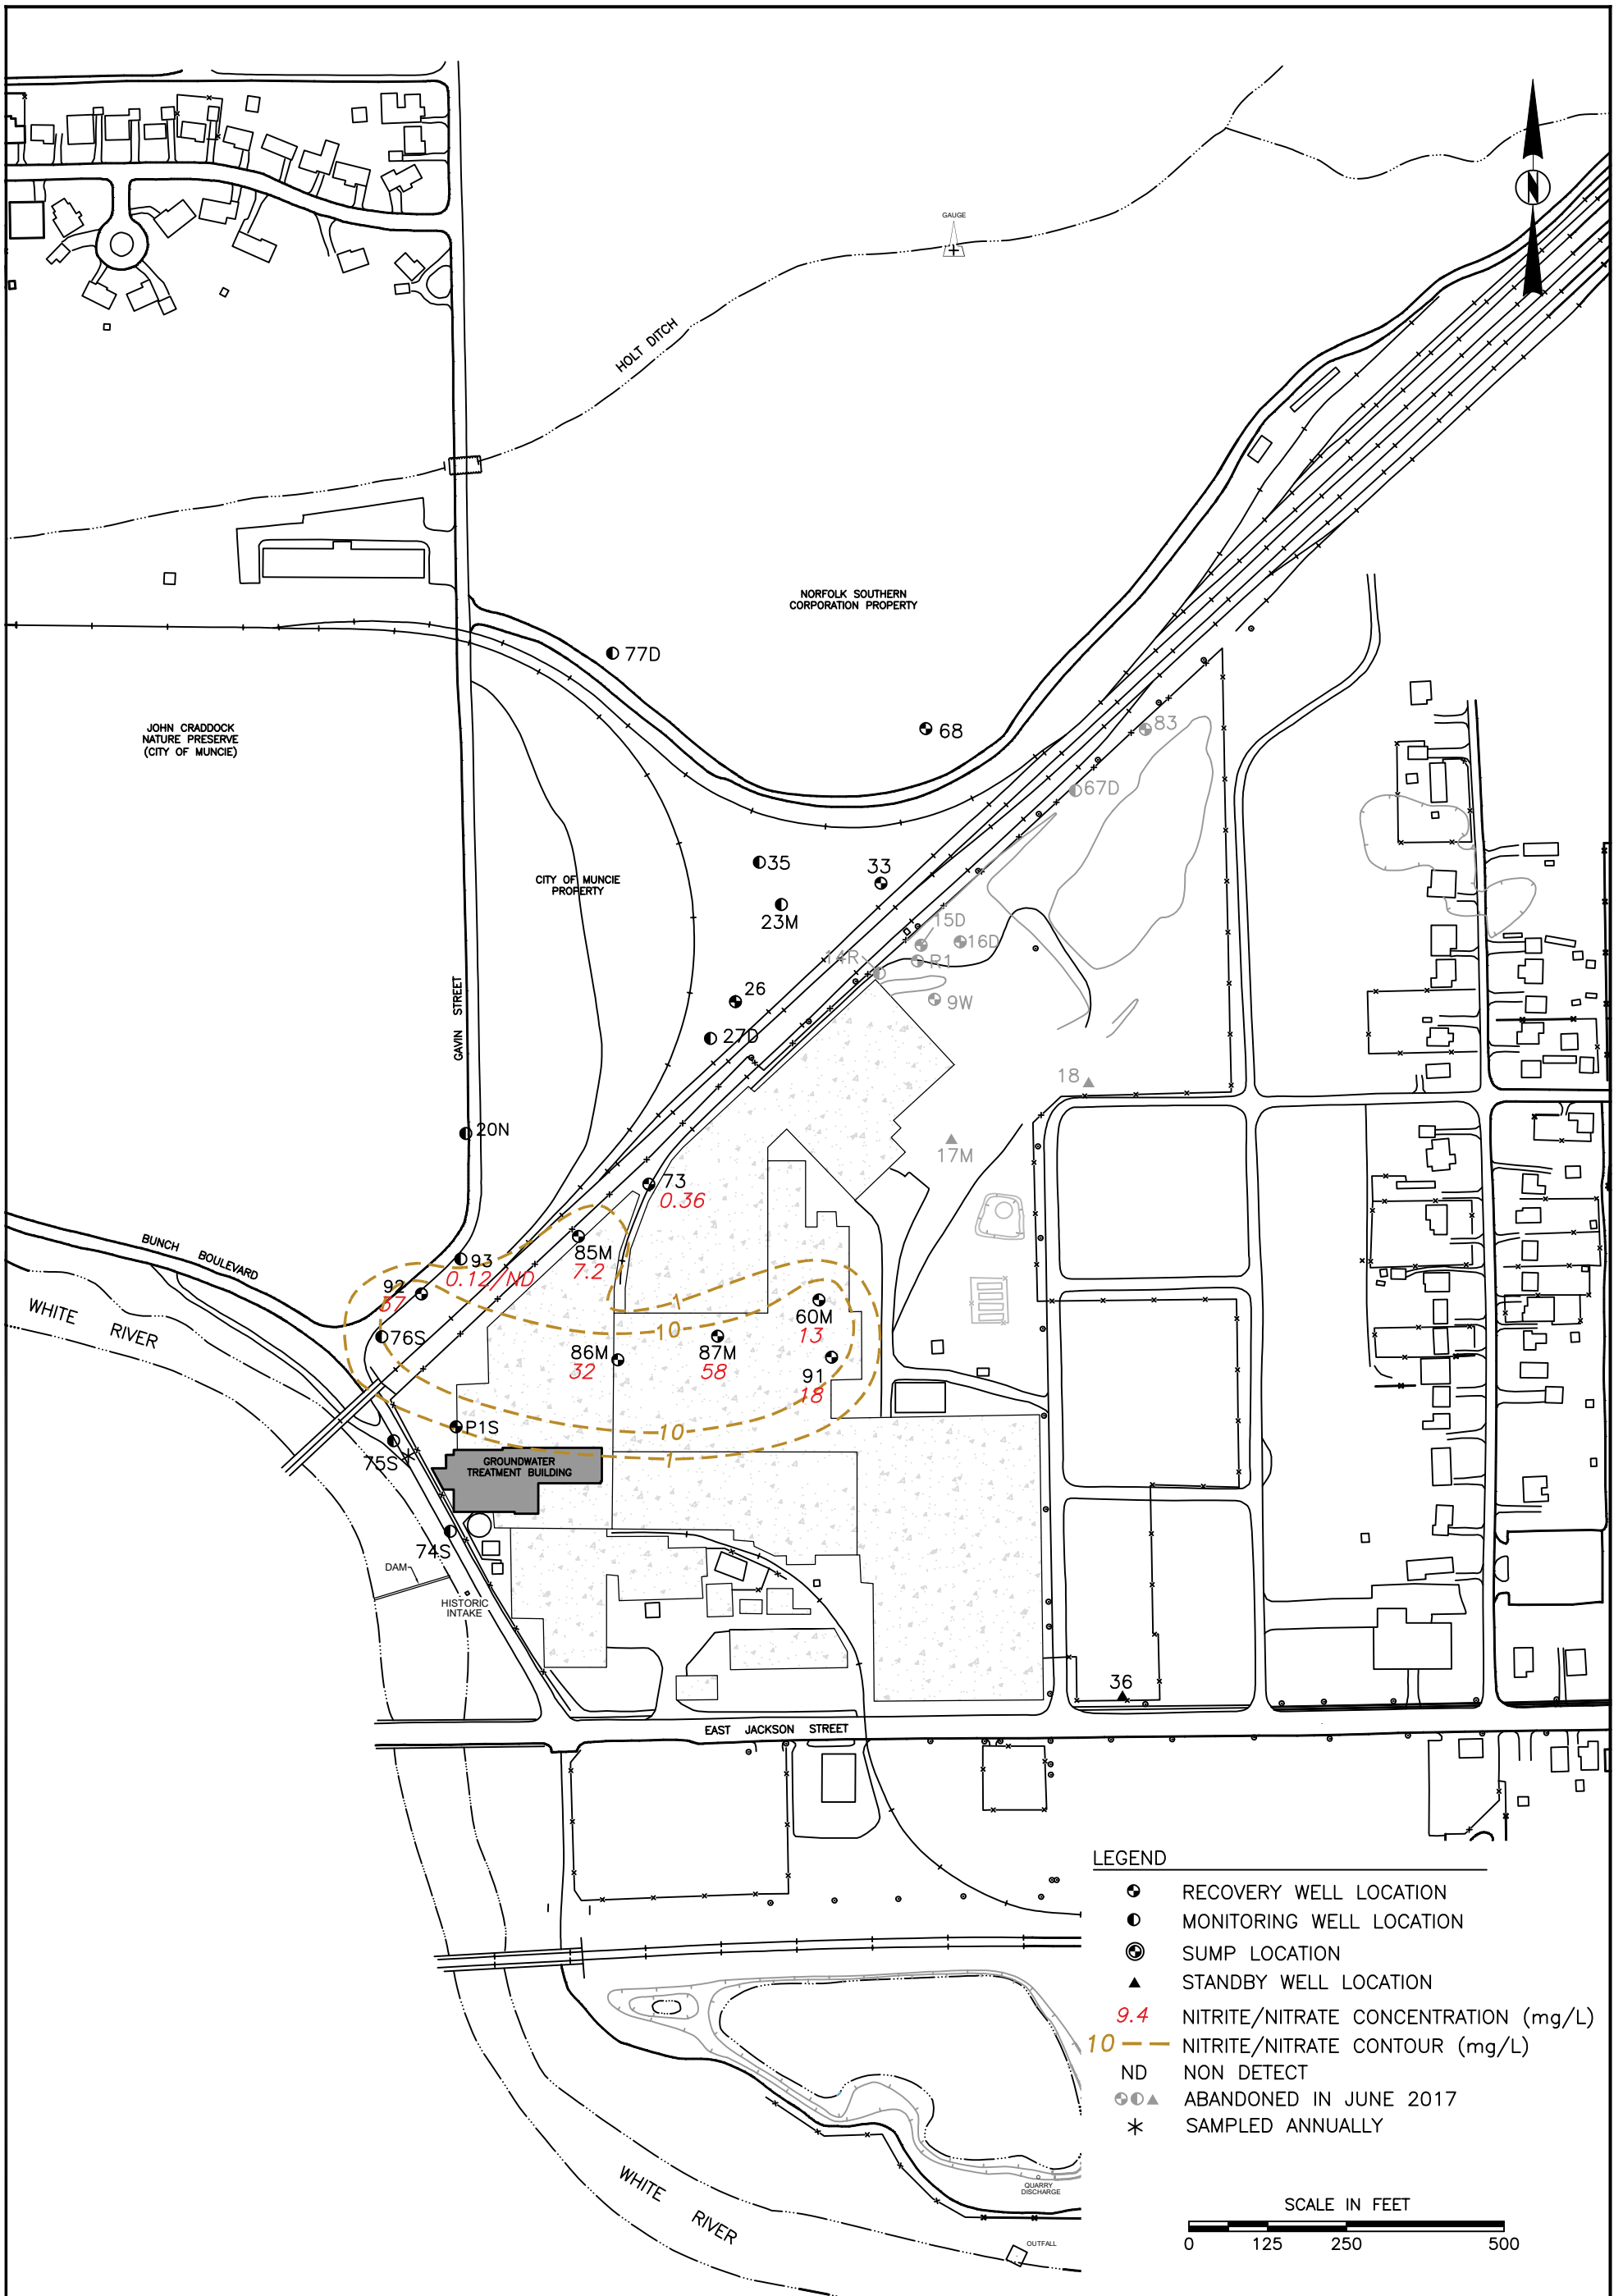 GAUGE
N
HOLT DITCH
NORFOLK SOUTHERN
CORPORATION PROPERTY
77D
68
83
JOHN CRADDOCK
NATURE PRESERVE
(CITY OF MUNCIE)
67D
35
33
CITY OF MUNCIE
PROPERTY
23M
15D
16D
14R
R1
26
9W
GAVIN STREET
27D
18
20N
17M
73
0.36
BUNCH BOULEVARD
85M
7.2
93
0.12/ND
92
37
WHITE RIVER
1
10
60M
13
76S
86M
32
87M
58
91
18
P1S
10
1
75S
GROUNDWATER
TREATMENT BUILDING
74S
DAM
HISTORIC
INTAKE
36
EAST JACKSON STREET
LEGEND
RECOVERY WELL LOCATION
MONITORING WELL LOCATION
SUMP LOCATION
STANDBY WELL LOCATION
9.4 NITRITE/NITRATE CONCENTRATION (mg/L)
10 NITRITE/NITRATE CONTOUR (mg/L)
ND NON DETECT
ABANDONED IN JUNE 2017
SAMPLED ANNUALLY
QUARRY
DISCHARGE
WHITE RIVER
OUTFALL
SCALE IN FEET
0 125 250 500